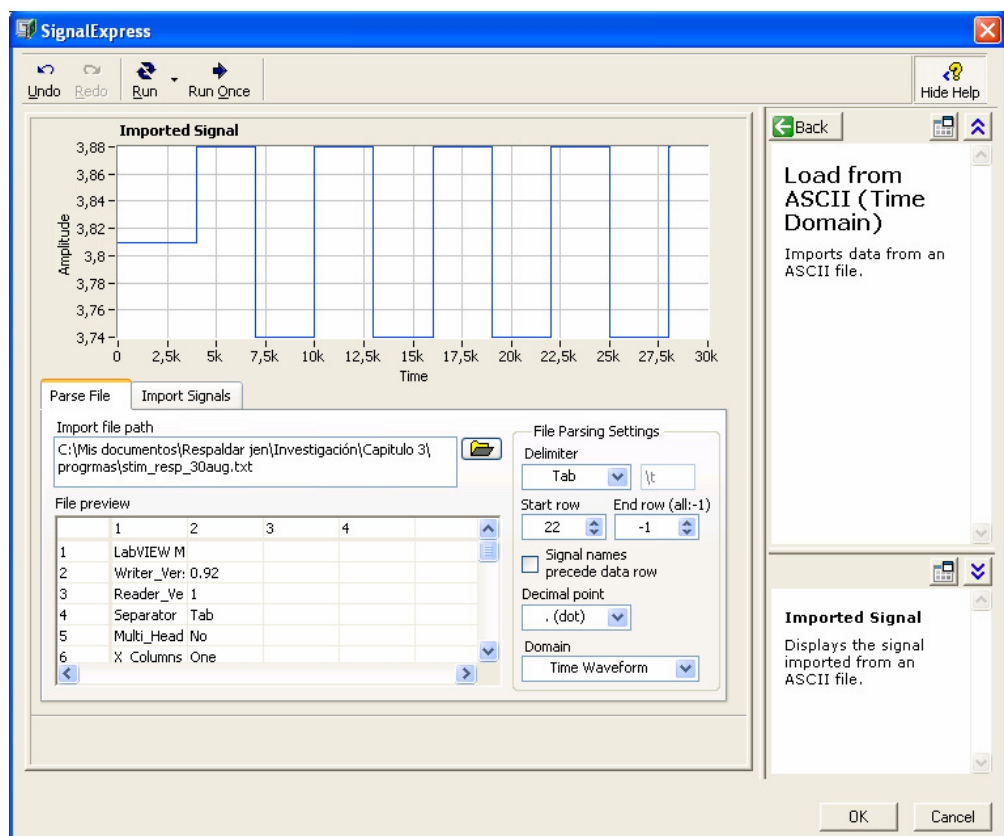 SignalExpress
Undo Redo Run Run Once Hide Help
Imported Signal
3,88
3,86
3,84
3,82
3,8
3,78
3,76
3,74
Amplitude
0 2,5k 5k 7,5k 10k 12,5k 15k 17,5k 20k 22,5k 25k 27,5k 30k
Time
Parse File Import Signals
Import file path
C:\Mis documentos\Respaldar jen\Investigación\Capitulo 3\
progrmas\stim_resp_30aug.txt
File preview
1 2 3 4
1 LabVIEW M
2 Writer_Ver: 0.92
3 Reader_Ve 1
4 Separator Tab
5 Multi_Head No
6 X_Columns One
File Parsing Settings
Delimiter
Tab \t
Start row End row (all:-1)
22 -1
Signal names
precede data row
Decimal point
. (dot)
Domain
Time Waveform
Back
Load from
ASCII (Time
Domain)
Imports data from an
ASCII file.
Imported Signal
Displays the signal
imported from an
ASCII file.
OK Cancel